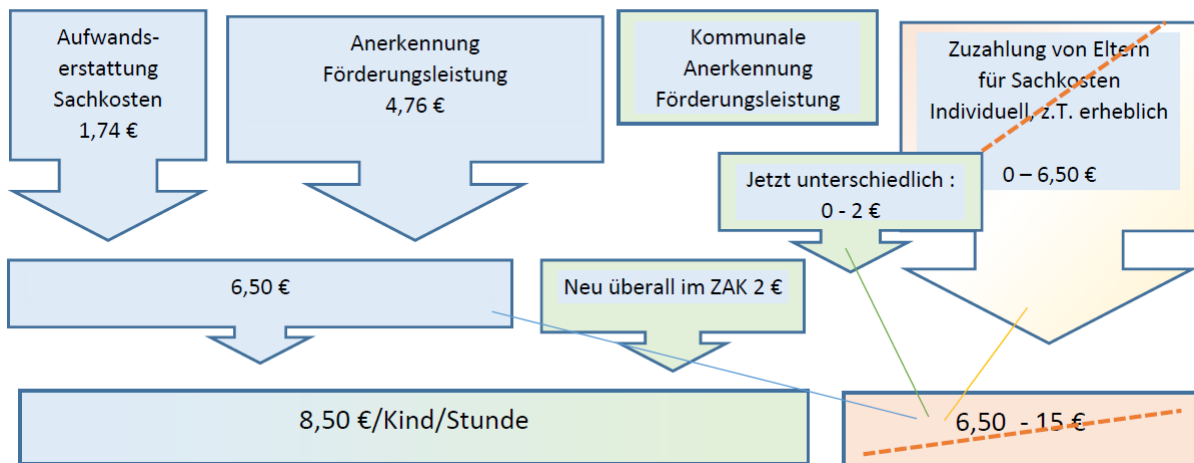 Aufwands-
erstattung
Sachkosten
1,74 €
Anerkennung
Förderungsleistung
4,76 €
Kommunale
Anerkennung
Förderungsleistung
Zuzahlung von Eltern
für Sachkosten
Individuell, z.T. erheblich
0 – 6,50 €
Jetzt unterschiedlich :
0 - 2 €
6,50 €
Neu überall im ZAK 2 €
8,50 €/Kind/Stunde
6,50 - 15 €